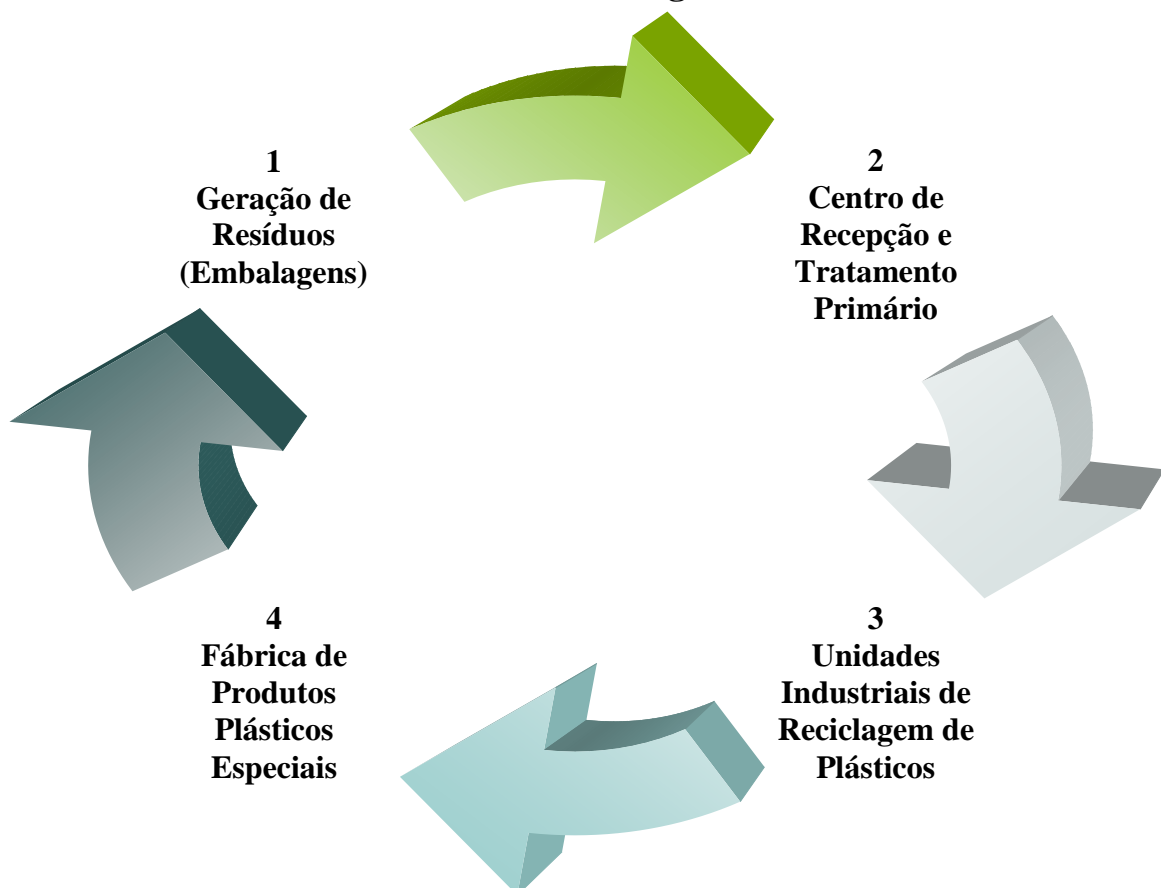 1
Geração de
Resíduos
(Embalagens)
2
Centro de
Recepção e
Tratamento
Primário
3
Unidades
Industriais de
Reciclagem de
Plásticos
4
Fábrica de
Produtos
Plásticos
Especiais